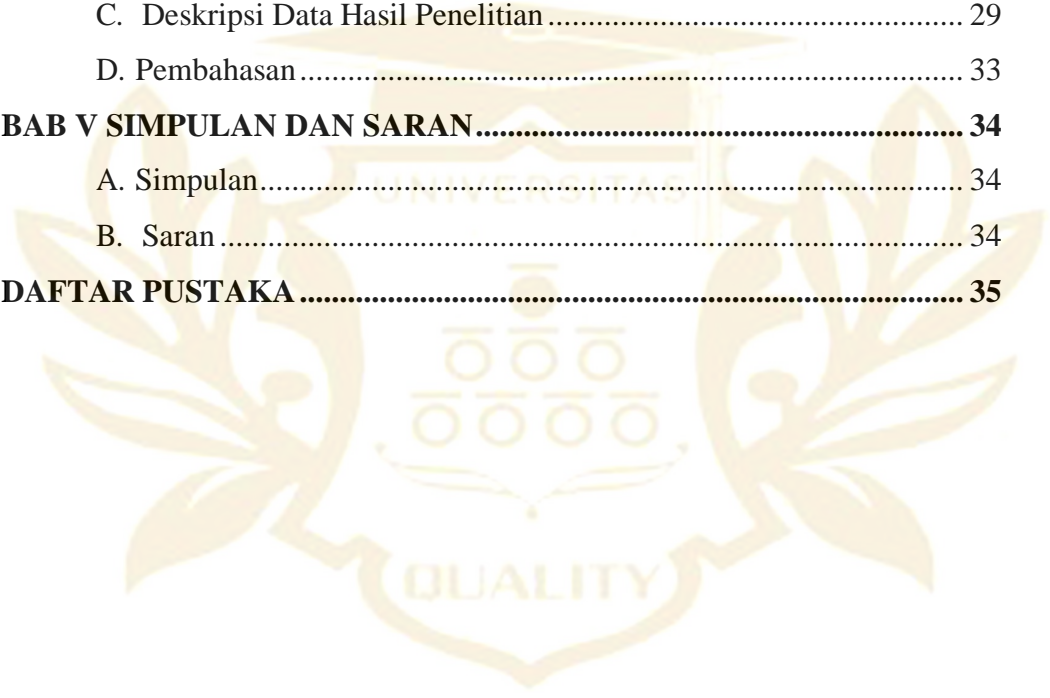 C. Deskripsi Data Hasil Penelitian ........................................................ 29
D. Pembahasan ................................................................................... 33
BAB V SIMPULAN DAN SARAN ............................................................. 34
A. Simpulan ........................................................................................ 34
UNIVERSITAS
B. Saran ............................................................................................. 34
DAFTAR PUSTAKA ................................................................................... 35
QUALITY